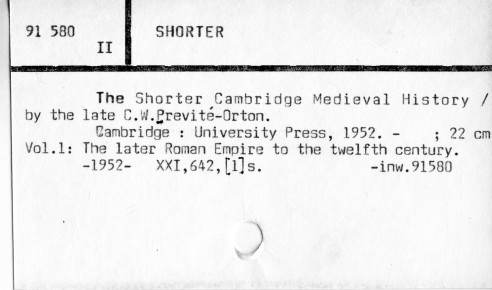 91 580 SHORTER
II
The Shorter Cambridge Medieval History /
by the late C.W.Previté-Orton.
Cambridge : University Press, 1952. - ; 22 cm
Vol.1: The later Roman Empire to the twelfth century.
-1952- XXI,642,[1]s. -inw.91580